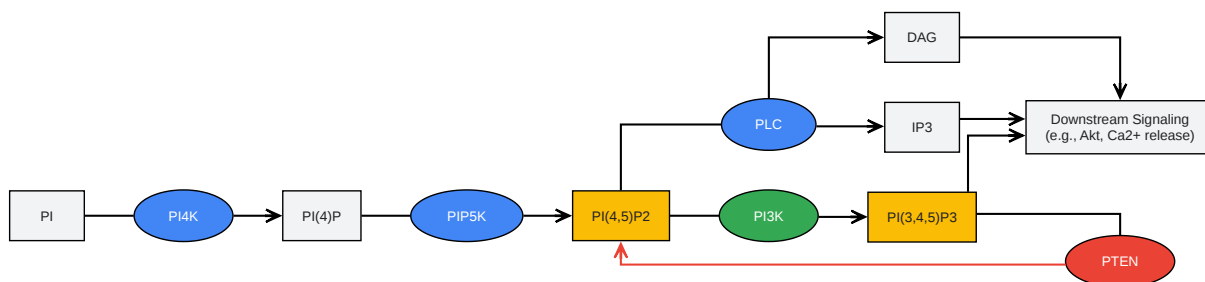 DAG
PLC
IP3
Downstream Signaling
(e.g., Akt, Ca2+ release)
PI
PI4K
PI(4)P
PIP5K
PI(4,5)P2
PI3K
PI(3,4,5)P3
PTEN